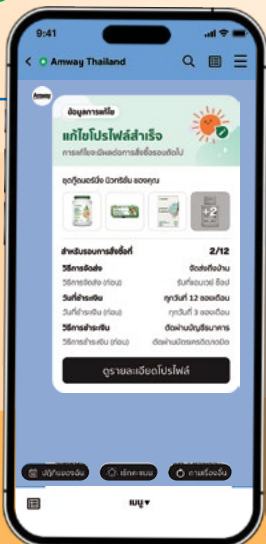 9:41
Amway Thailand
Amway
ข้อมูลการแก้ไข
แก้ไขโปรไฟล์สำเร็จ
การแก้ไขจะมีผลต่อการสั่งซื้อรอบถัดไป
ชุดกู๊ดมอร์นิ่ง นิวทริชั่น ของคุณ
+2
สำหรับรอบการสั่งซื้อที่ 2/12
วิธีการจัดส่ง จัดส่งถึงบ้าน
วิธีการจัดส่ง (ก่อน) รับที่แอมเวย์ ช็อป
วันที่ชำระเงิน ทุกวันที่ 12 ของเดือน
วันที่ชำระเงิน (ก่อน) ทุกวันที่ 3 ของเดือน
วิธีการชำระเงิน ตัดผ่านบัญชีธนาคาร
วิธีการชำระเงิน (ก่อน) ตัดผ่านบัตรเครดิต/เดบิต
ดูรายละเอียดโปรไฟล์
ปฏิทินของฉัน
เช็กคะแนน
ถามเรื่องอื่น
เมนู ▾